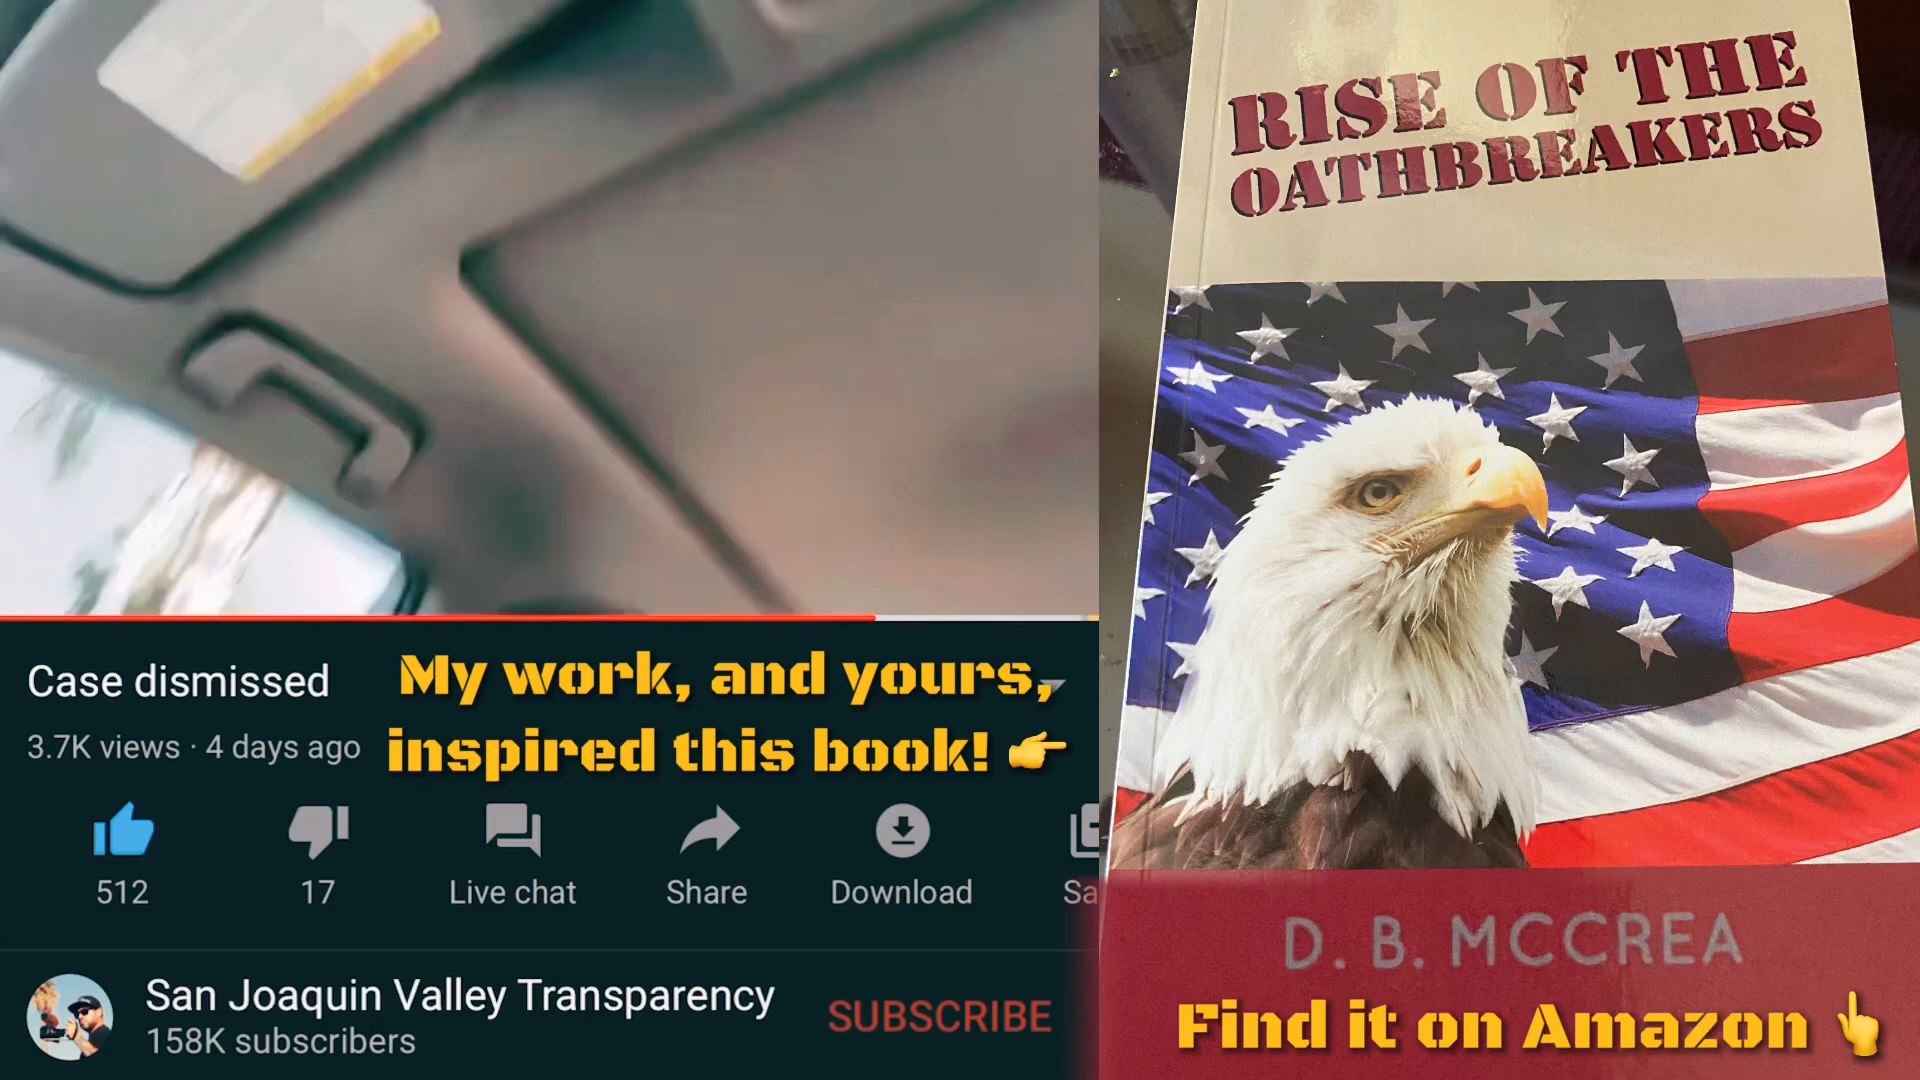 Case dismissed
3.7K views · 4 days ago
My work, and yours,
inspired this book! 👉
512
17
Live chat
Share
Download
Sa
San Joaquin Valley Transparency
158K subscribers
SUBSCRIBE
RISE OF THE
OATHBREAKERS
D. B. MCCREA
Find it on Amazon 👆